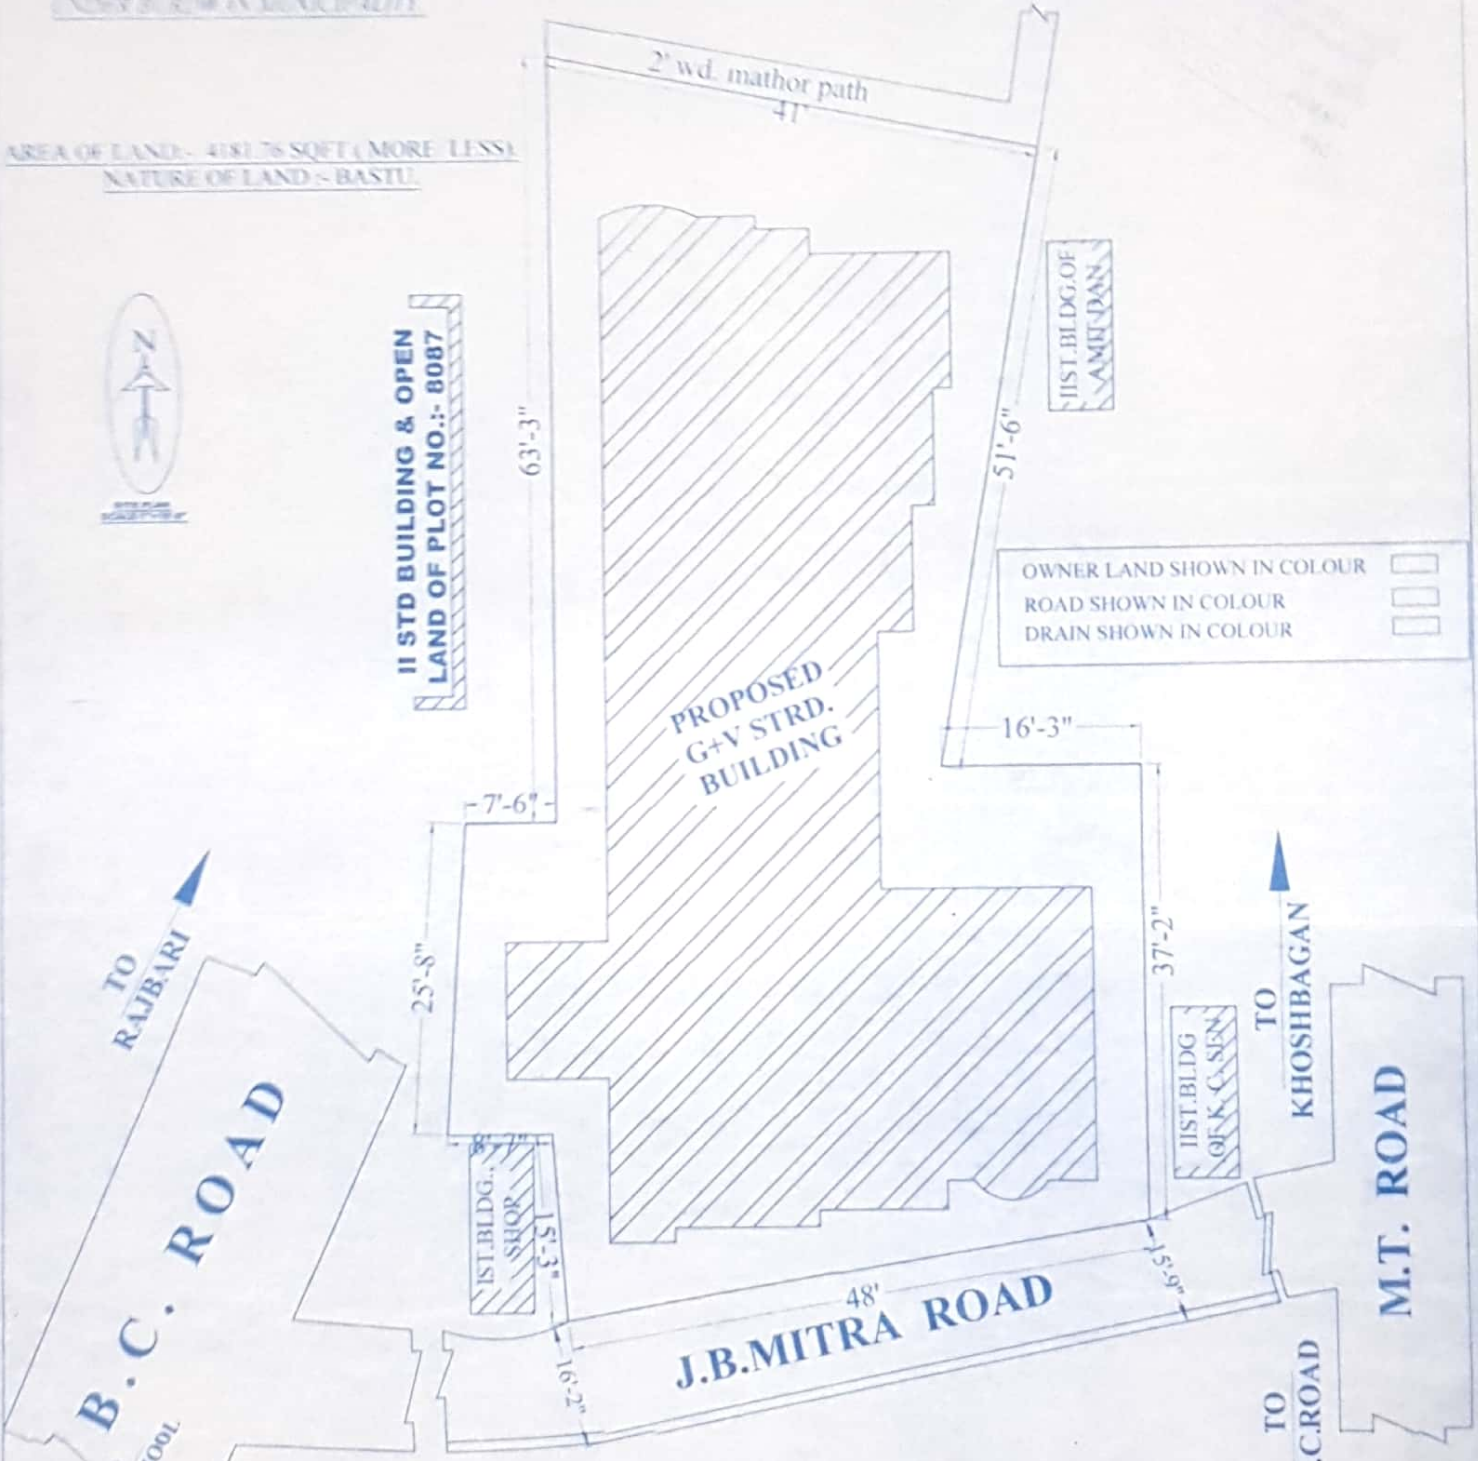 2' wd. mathor path
41'
AREA OF LAND:- 4181.76 SQFT ( MORE LESS).
NATURE OF LAND :- BASTU.
N
II STD BUILDING & OPEN
LAND OF PLOT NO.:- 8087
63'-3"
IIST.BLDG.OF
AMIT DAN
51'-6"
OWNER LAND SHOWN IN COLOUR
ROAD SHOWN IN COLOUR
DRAIN SHOWN IN COLOUR
PROPOSED
G+V STRD.
BUILDING
16'-3"
7'-6"
25'-8"
37'-2"
TO
RAJBARI
TO
KHOSHBAGAN
IIST.BLDG
OF K. C. SEN
B.C. ROAD
M.T. ROAD
IST.BLDG.,
SHOP
15'-3"
48'
15'-9"
J.B.MITRA ROAD
16'-2"
TO
.C.ROAD
OOL